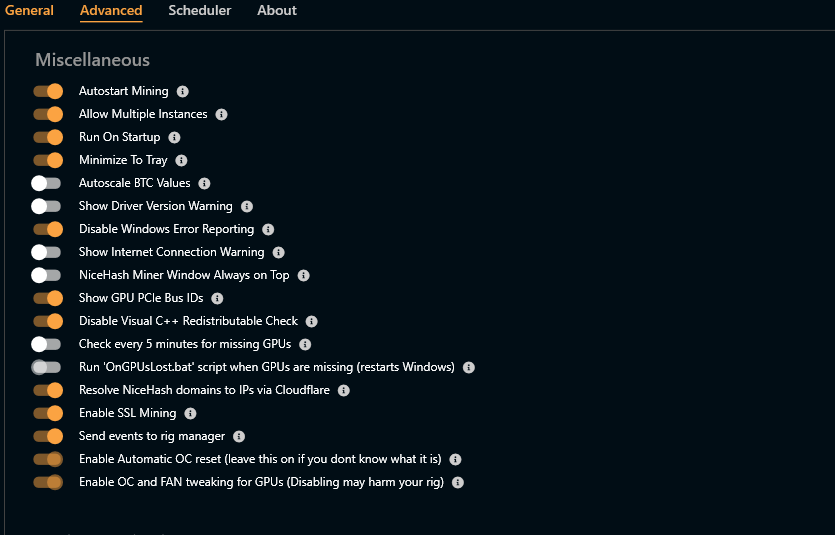 General Advanced Scheduler About
Miscellaneous
Autostart Mining
Allow Multiple Instances
Run On Startup
Minimize To Tray
Autoscale BTC Values
Show Driver Version Warning
Disable Windows Error Reporting
Show Internet Connection Warning
NiceHash Miner Window Always on Top
Show GPU PCIe Bus IDs
Disable Visual C++ Redistributable Check
Check every 5 minutes for missing GPUs
Run 'OnGPUsLost.bat' script when GPUs are missing (restarts Windows)
Resolve NiceHash domains to IPs via Cloudflare
Enable SSL Mining
Send events to rig manager
Enable Automatic OC reset (leave this on if you dont know what it is)
Enable OC and FAN tweaking for GPUs (Disabling may harm your rig)